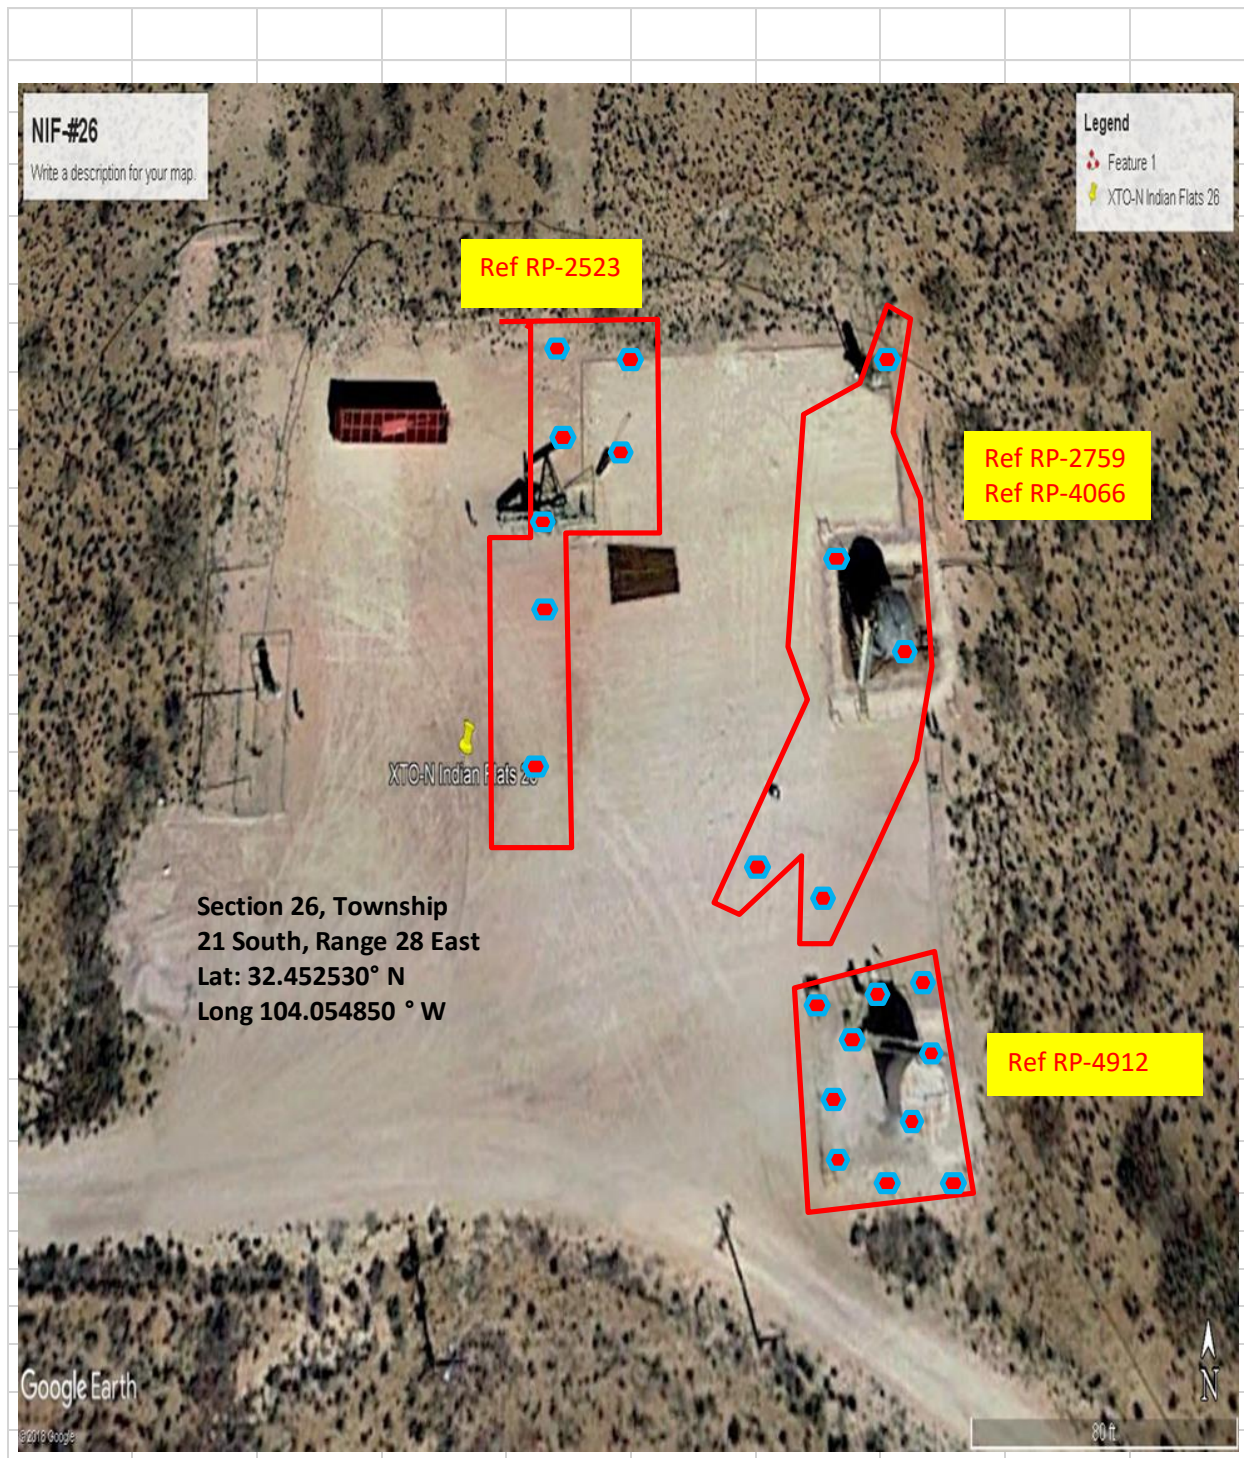 NIF-#26
Write a description for your map.
Legend
Feature 1
XTO-N Indian Flats 26
Ref RP-2523
Ref RP-2759
Ref RP-4066
XTO-N Indian Flats 26
Section 26, Township
21 South, Range 28 East
Lat: 32.452530° N
Long 104.054850 ° W
Ref RP-4912
Google Earth
©2018 Google
N
80 ft